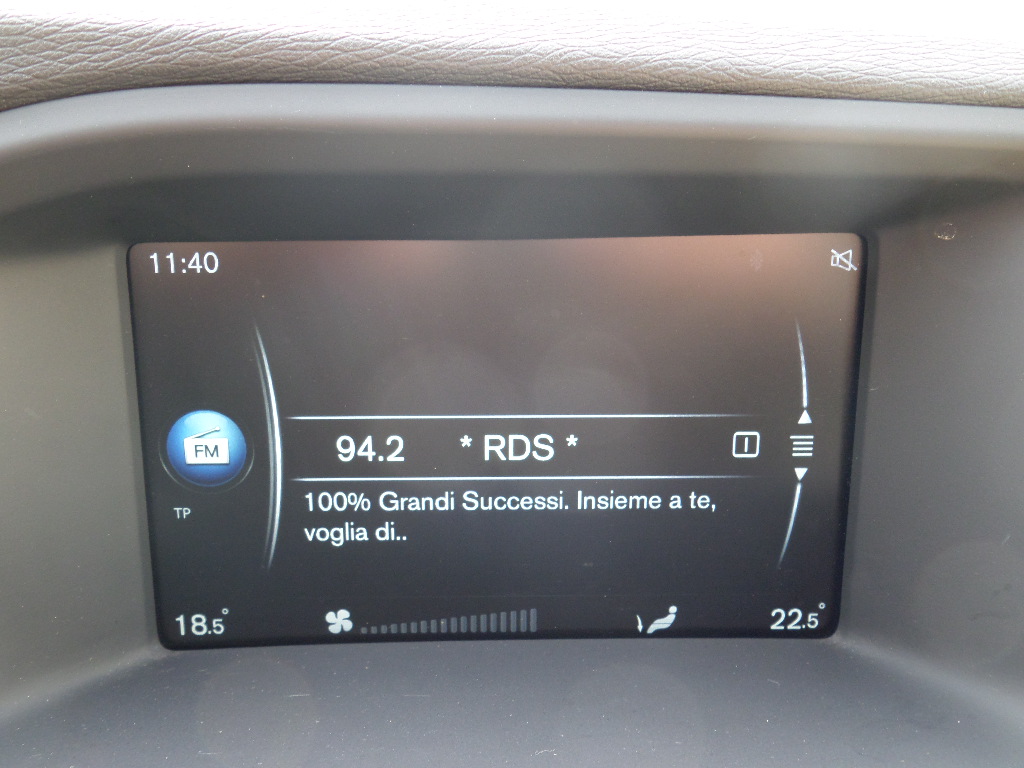 11:40
94.2 * RDS * I
FM
TP
100% Grandi Successi. Insieme a te,
voglia di..
18.5° 22.5°